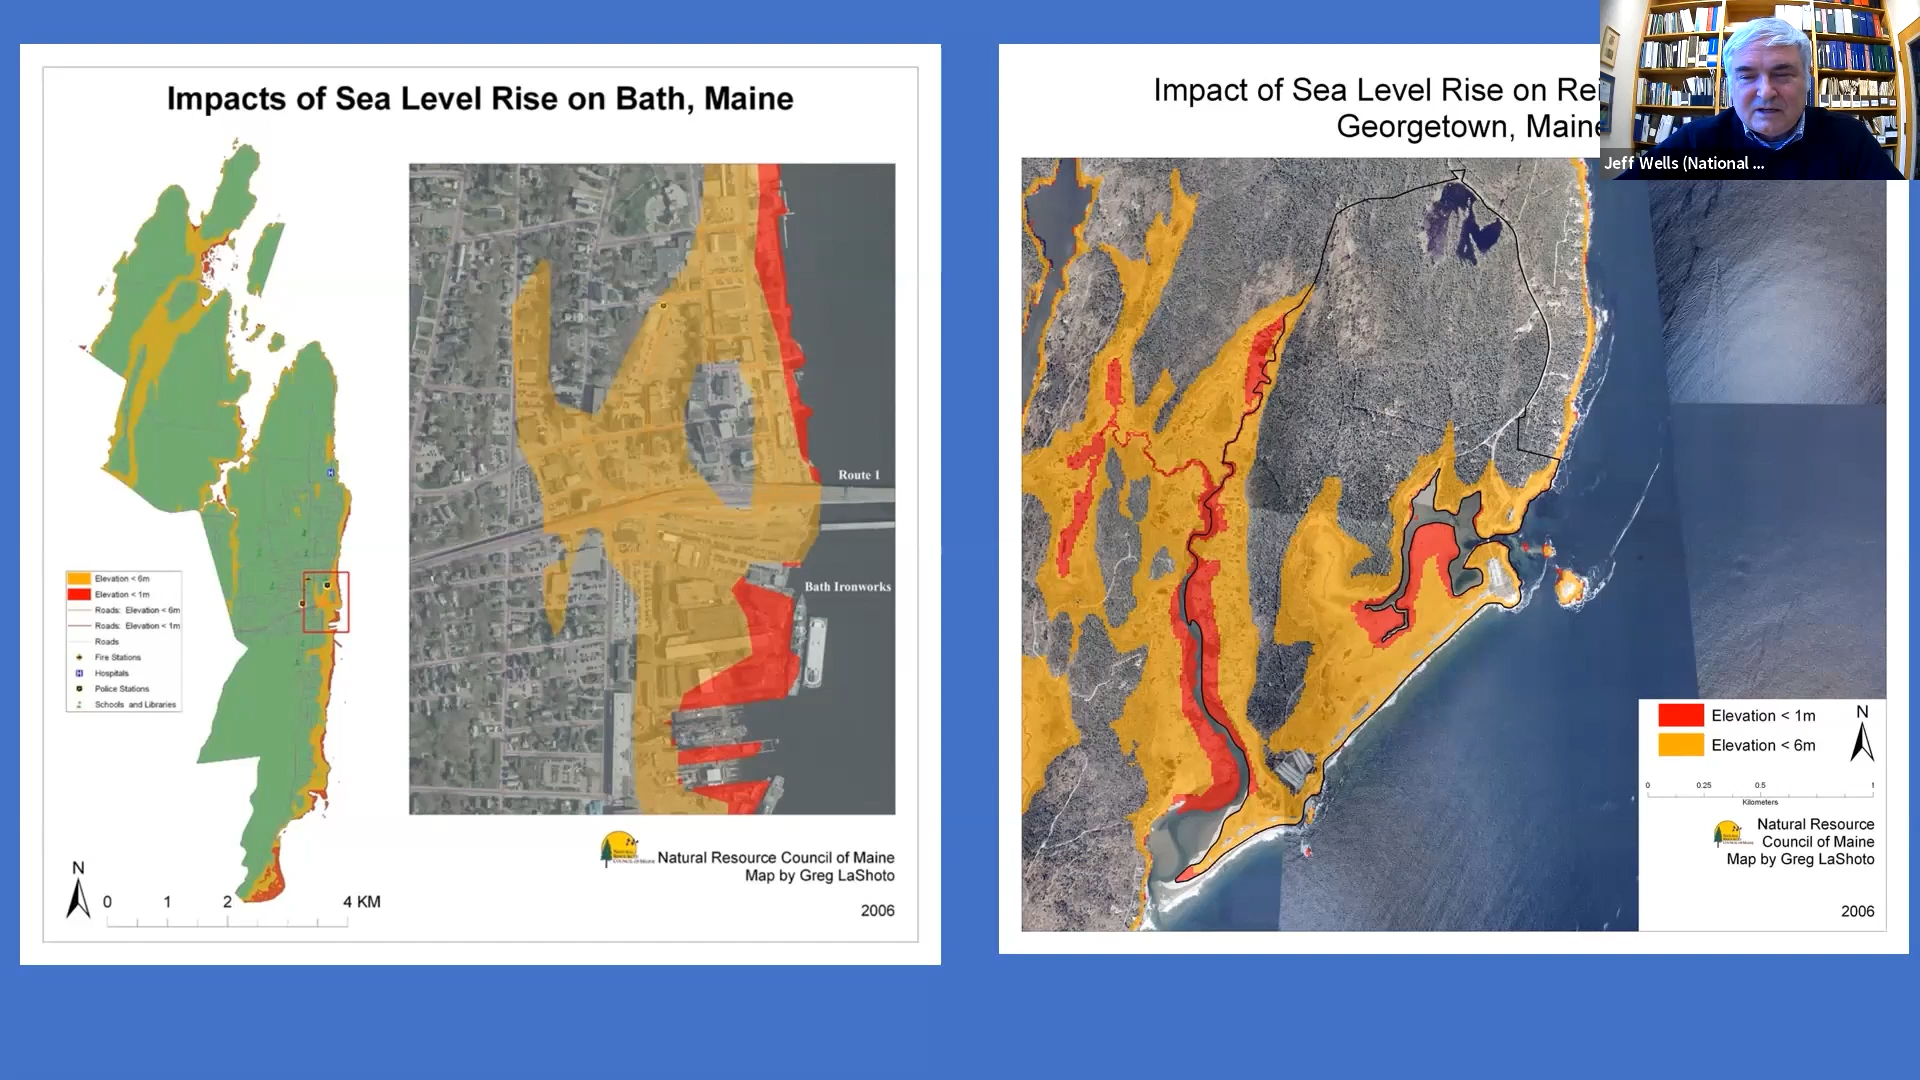 Impacts of Sea Level Rise on Bath, Maine
Route 1
Bath Ironworks
Elevation < 6m
Elevation < 1m
Roads: Elevation < 6m
Roads: Elevation < 1m
Roads
Fire Stations
H Hospitals
Police Stations
Schools and Libraries
N
0 1 2 4 KM
Natural Resource Council of Maine
Map by Greg LaShoto
2006
Impact of Sea Level Rise on Re
Georgetown, Maine
Jeff Wells (National ...
Elevation < 1m
Elevation < 6m
N
0 0.25 0.5 1
Kilometers
Natural Resource
Council of Maine
Map by Greg LaShoto
2006